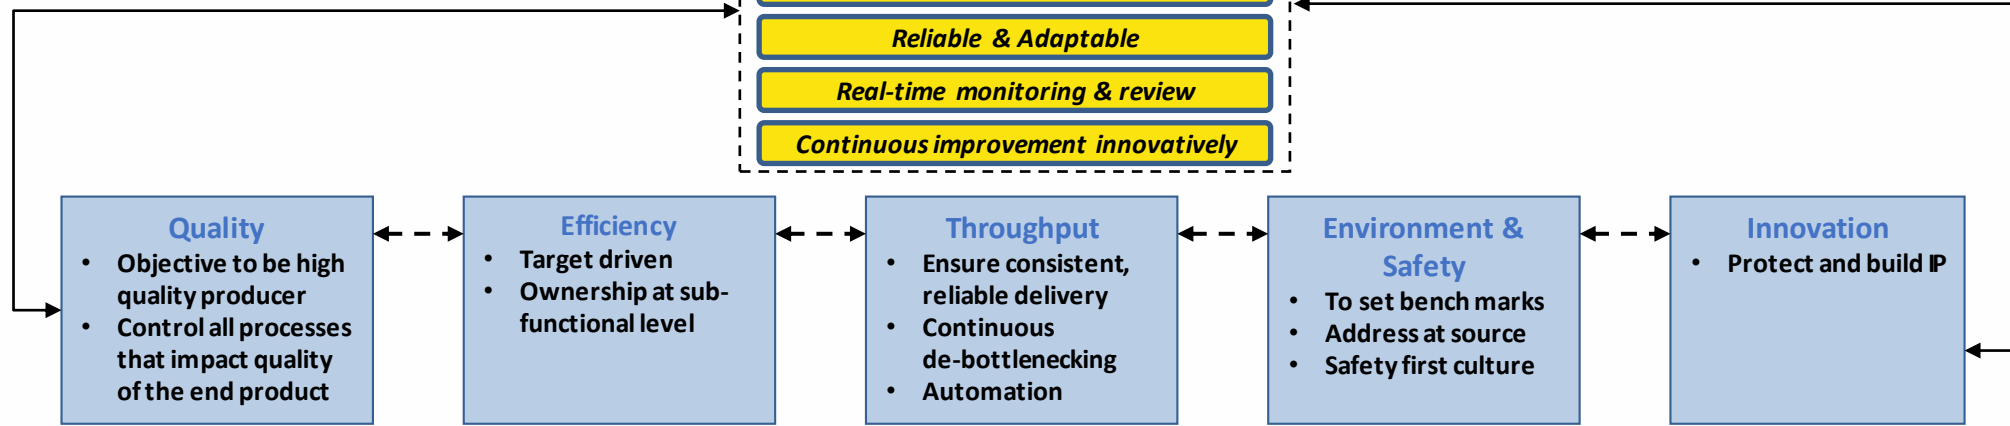 Reliable & Adaptable
Real-time monitoring & review
Continuous improvement innovatively
Quality
• Objective to be high
quality producer
• Control all processes
that impact quality
of the end product
Efficiency
• Target driven
• Ownership at sub-
functional level
Throughput
• Ensure consistent,
reliable delivery
• Continuous
de-bottlenecking
• Automation
Environment &
Safety
• To set bench marks
• Address at source
• Safety first culture
Innovation
• Protect and build IP